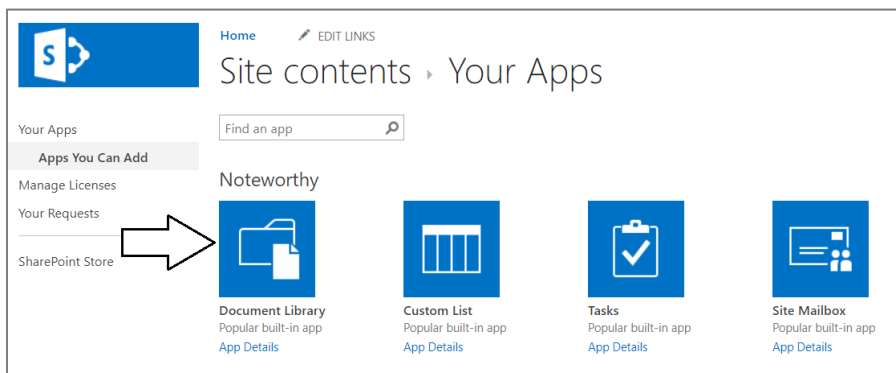 S
Home EDIT LINKS
Site contents › Your Apps
Find an app
Your Apps
Apps You Can Add
Manage Licenses
Your Requests
SharePoint Store
Noteworthy
Document Library Custom List Tasks Site Mailbox
Popular built-in app Popular built-in app Popular built-in app Popular built-in app
App Details App Details App Details App Details